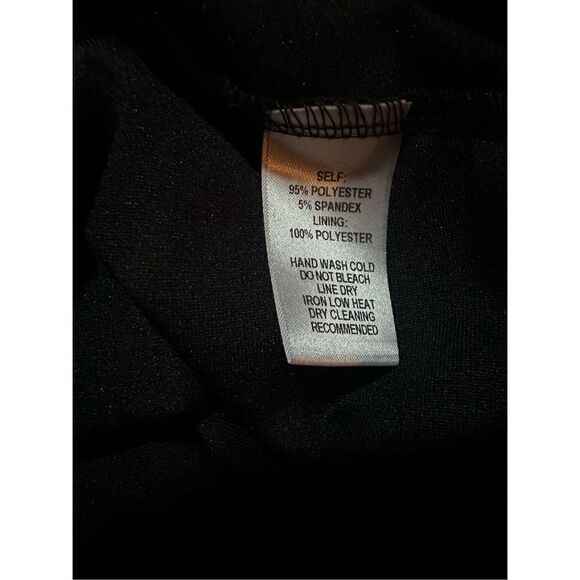 SELF:
95% POLYESTER
5% SPANDEX
LINING:
100% POLYESTER
HAND WASH COLD
DO NOT BLEACH
LINE DRY
IRON LOW HEAT
DRY CLEANING
RECOMMENDED